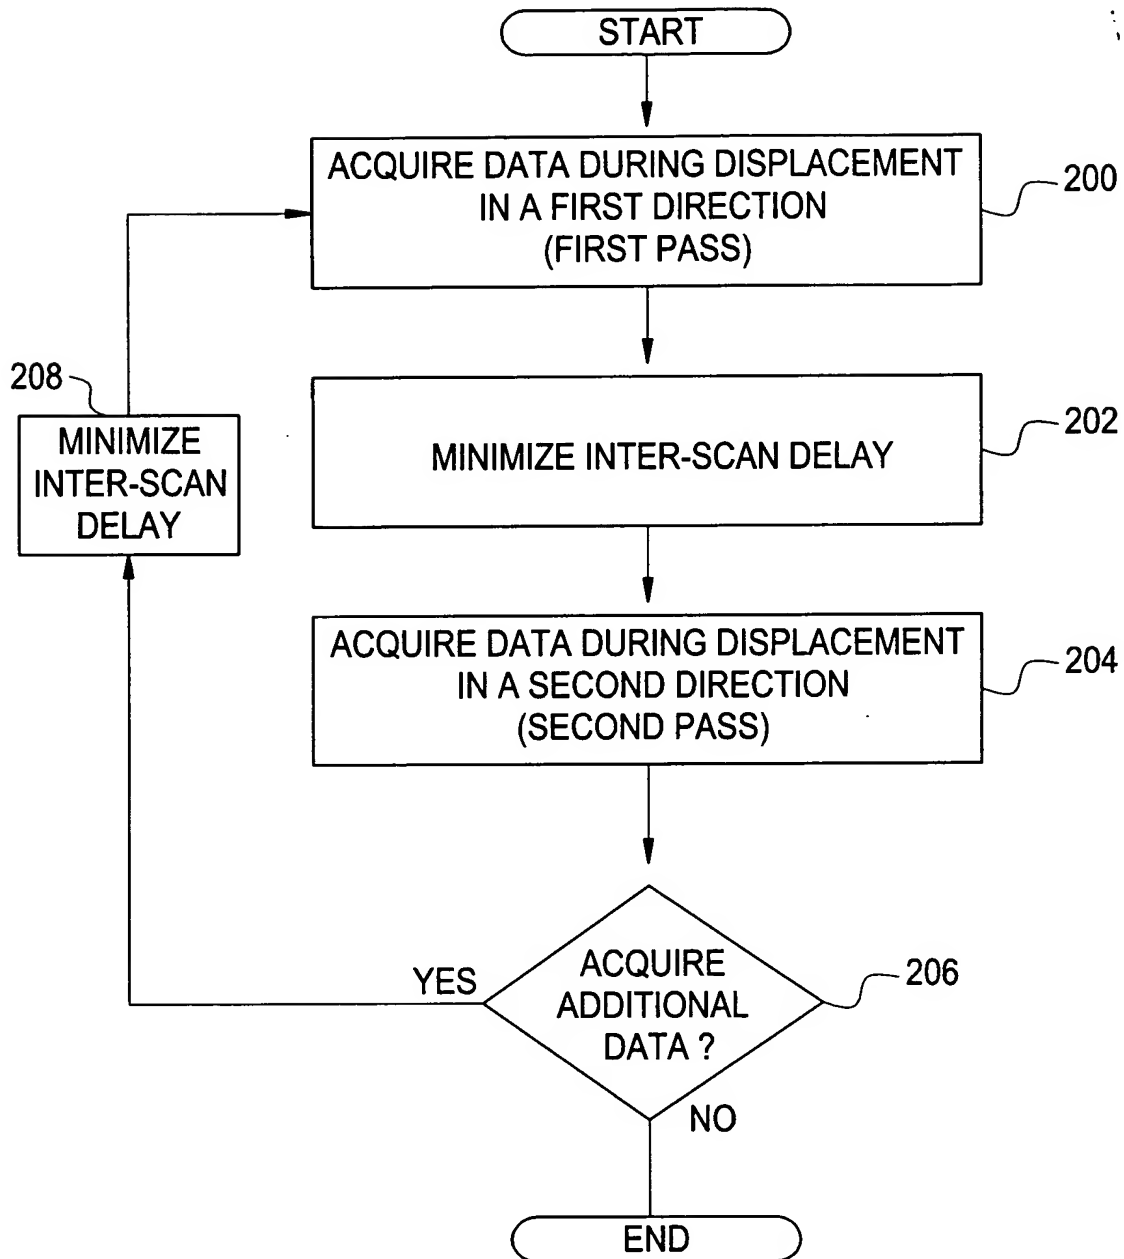 START
ACQUIRE DATA DURING DISPLACEMENT
IN A FIRST DIRECTION
(FIRST PASS)
200
208
MINIMIZE
INTER-SCAN
DELAY
MINIMIZE INTER-SCAN DELAY
202
ACQUIRE DATA DURING DISPLACEMENT
IN A SECOND DIRECTION
(SECOND PASS)
204
YES
ACQUIRE
ADDITIONAL
DATA ?
206
NO
END